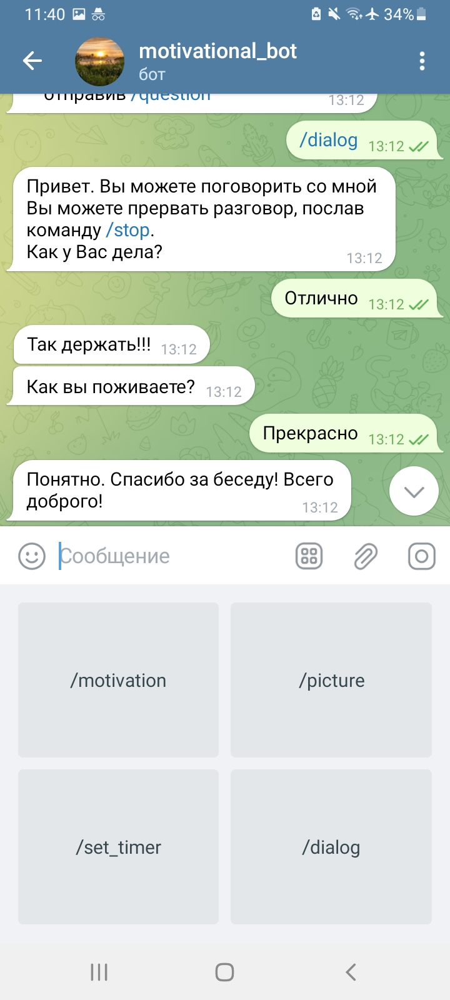 11:40 34%
motivational_bot
бот
отправив /question 13:12
/dialog 13:12
Привет. Вы можете поговорить со мной
Вы можете прервать разговор, послав
команду /stop.
Как у Вас дела? 13:12
Отлично 13:12
Так держать!!! 13:12
Как вы поживаете? 13:12
Прекрасно 13:12
Понятно. Спасибо за беседу! Всего
доброго! 13:12
Сообщение
/motivation /picture
/set_timer /dialog